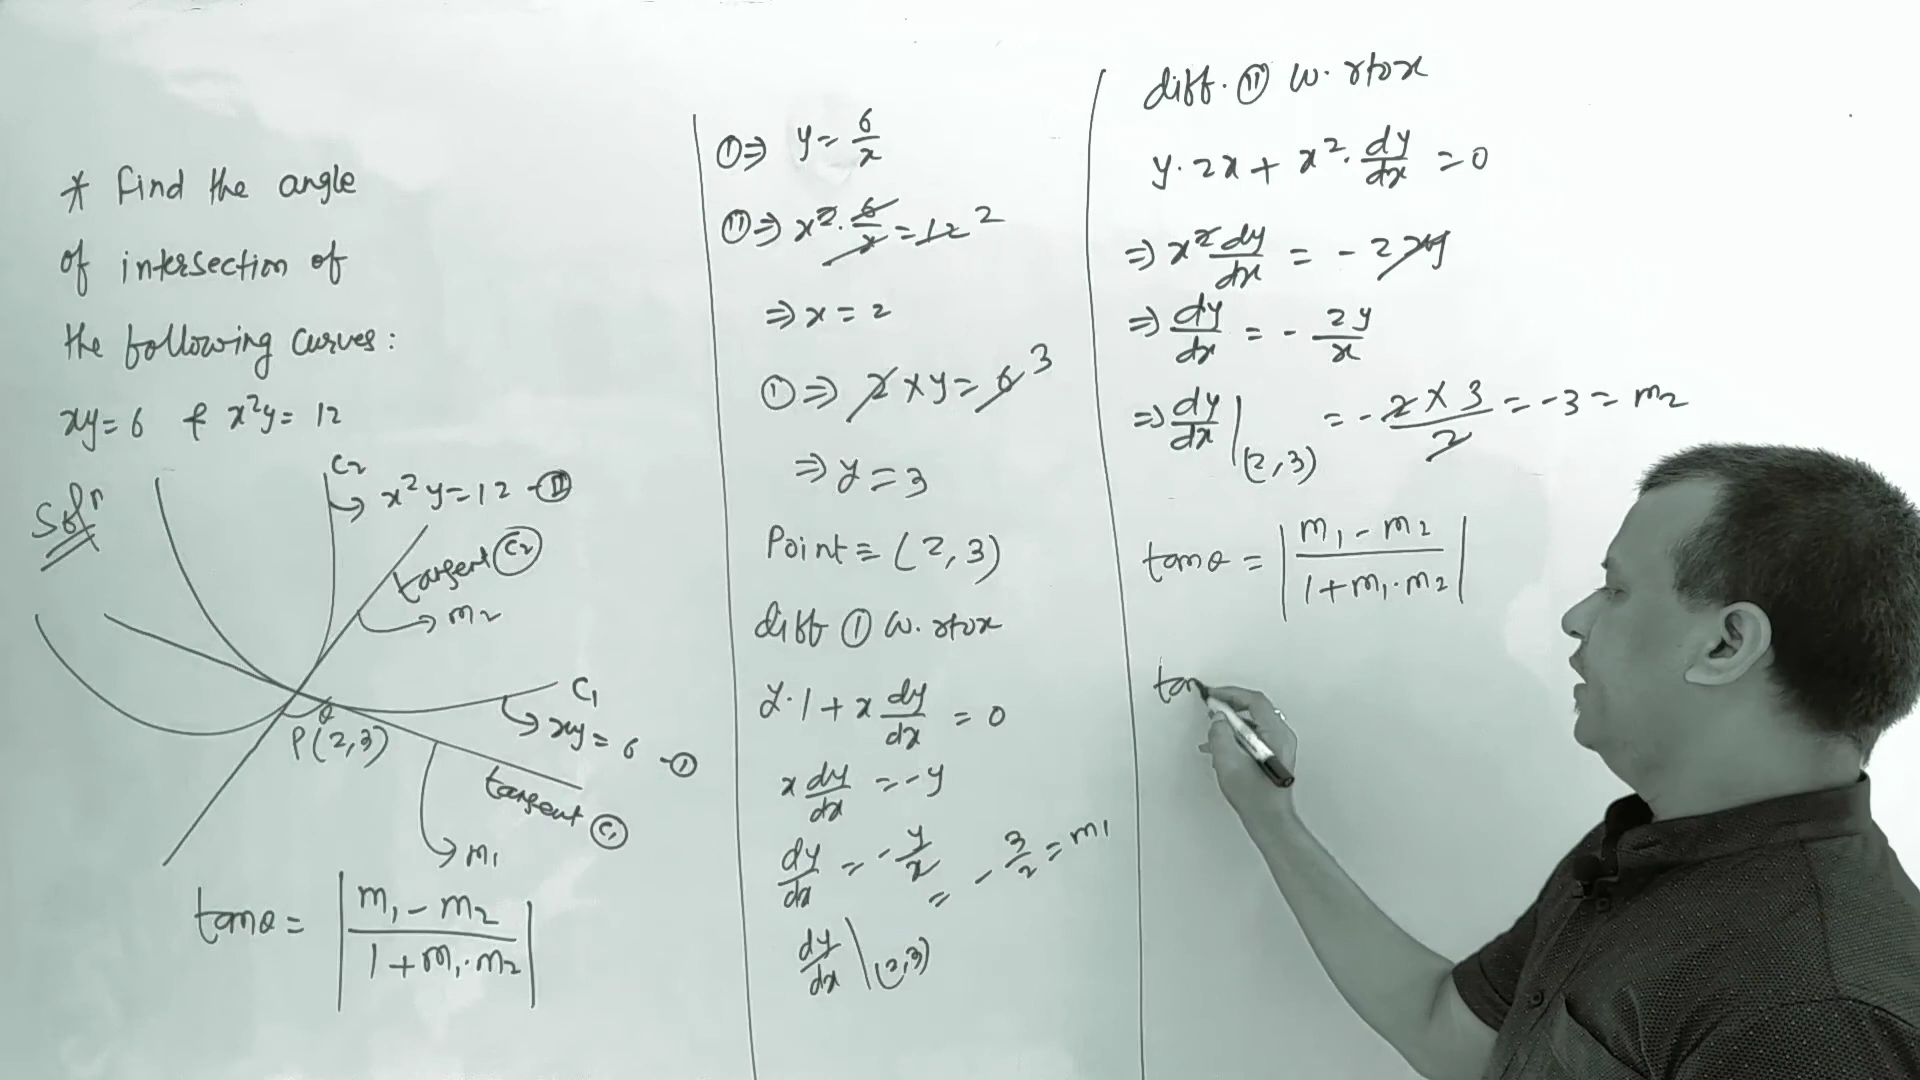 * Find the angle
of intersection of
the following curves:
xy = 6 & x²y = 12
Solⁿ
C₂
x²y = 12 - Ⓘⓘ
tangent C₂
m₂
C₁
xy = 6 - ①
θ
P(2,3)
tangent C₁
m₁
tanθ = | (m₁ - m₂) / (1 + m₁·m₂) |
① ⇒ y = 6/x
Ⓘⓘ ⇒ x²·6/x = 12 2
⇒ x = 2
① ⇒ 2 × y = 6 3
⇒ y = 3
Point ≡ (2,3)
diff ① w.r to x
y·1 + x dy/dx = 0
x dy/dx = -y
dy/dx = -y/x
= -3/2 = m₁
dy/dx |(2,3)
diff. Ⓘⓘ w.r to x
y·2x + x²·dy/dx = 0
⇒ x² dy/dx = -2xy
⇒ dy/dx = -2y/x
⇒ dy/dx |(2,3) = -2×3/2 = -3 = m₂
tanθ = | (m₁ - m₂) / (1 + m₁·m₂) |
tan